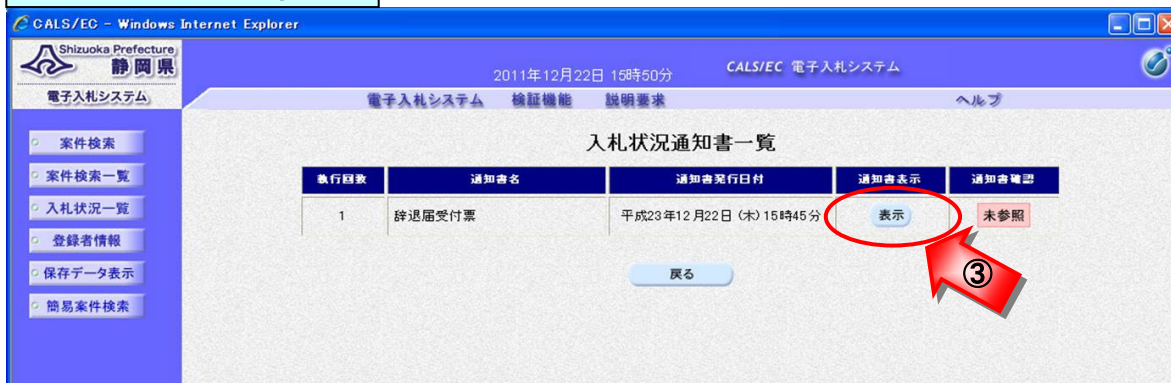 CALS/EC - Windows Internet Explorer
Shizuoka Prefecture
静岡県
電子入札システム
2011年12月22日 15時50分
CALS/EC 電子入札システム
電子入札システム 検証機能 説明要求 ヘルプ
案件検索
案件検索一覧
入札状況一覧
登録者情報
保存データ表示
簡易案件検索
入札状況通知書一覧
執行回数 通知書名 通知書発行日付 通知書表示 通知書確認
1 辞退届受付票 平成23年12月22日 (木) 15時45分 表示 未参照
③
戻る